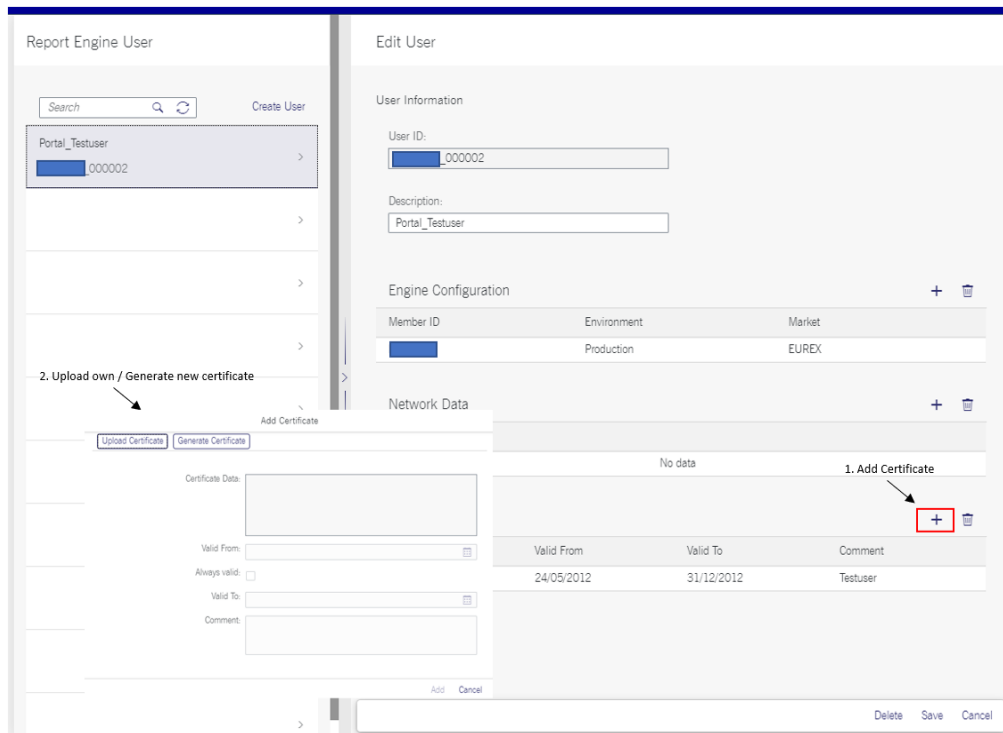 Report Engine User
Search
Create User
Portal_Testuser
_000002
Edit User
User Information
User ID:
_000002
Description:
Portal_Testuser
Engine Configuration
Member ID Environment Market
Production EUREX
Network Data
No data
1. Add Certificate
Valid From Valid To Comment
24/05/2012 31/12/2012 Testuser
2. Upload own / Generate new certificate
Add Certificate
Upload Certificate Generate Certificate
Certificate Data:
Valid From:
Always valid:
Valid To:
Comment:
Add Cancel
Delete Save Cancel